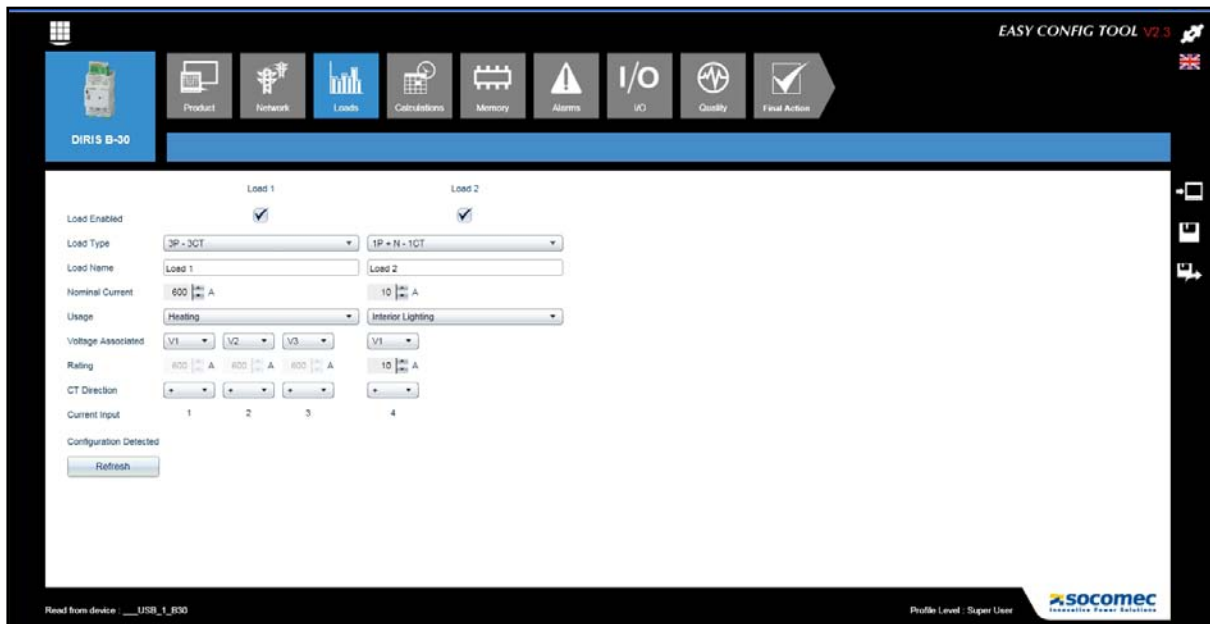 EASY CONFIG TOOL V2.3
DIRIS B-30
Product
Network
Loads
Calculations
Memory
Alarms
I/O
I/O
Quality
Final Action
Load 1 Load 2
Load Enabled
Load Type 3P - 3CT 1P + N - 1CT
Load Name Load 1 Load 2
Nominal Current 600 A 10 A
Usage Heating Interior Lighting
Voltage Associated V1 V2 V3 V1
Rating 600 A 600 A 600 A 10 A
CT Direction + + + +
Current Input 1 2 3 4
Configuration Detected
Refresh
Read from device : ___USB_1_B30
Profile Level : Super User
socomec
Innovative Power Solutions